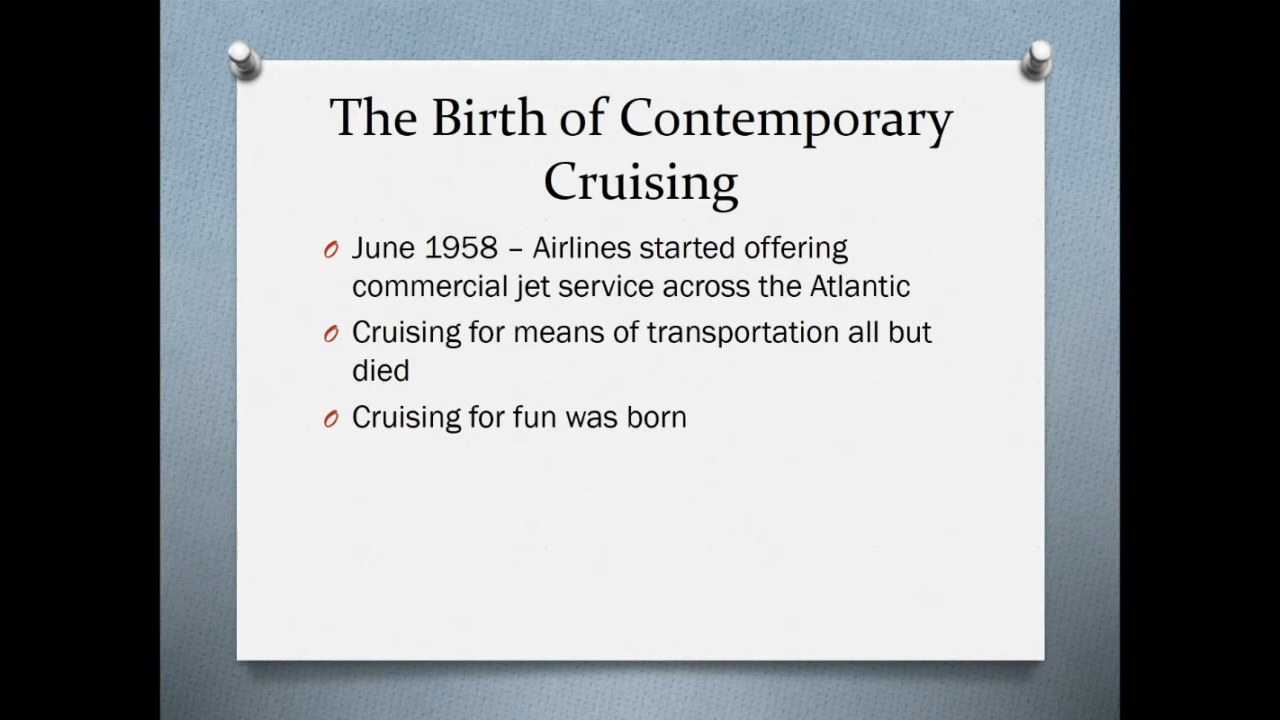 The Birth of Contemporary
Cruising
June 1958 – Airlines started offering
commercial jet service across the Atlantic
Cruising for means of transportation all but
died
Cruising for fun was born